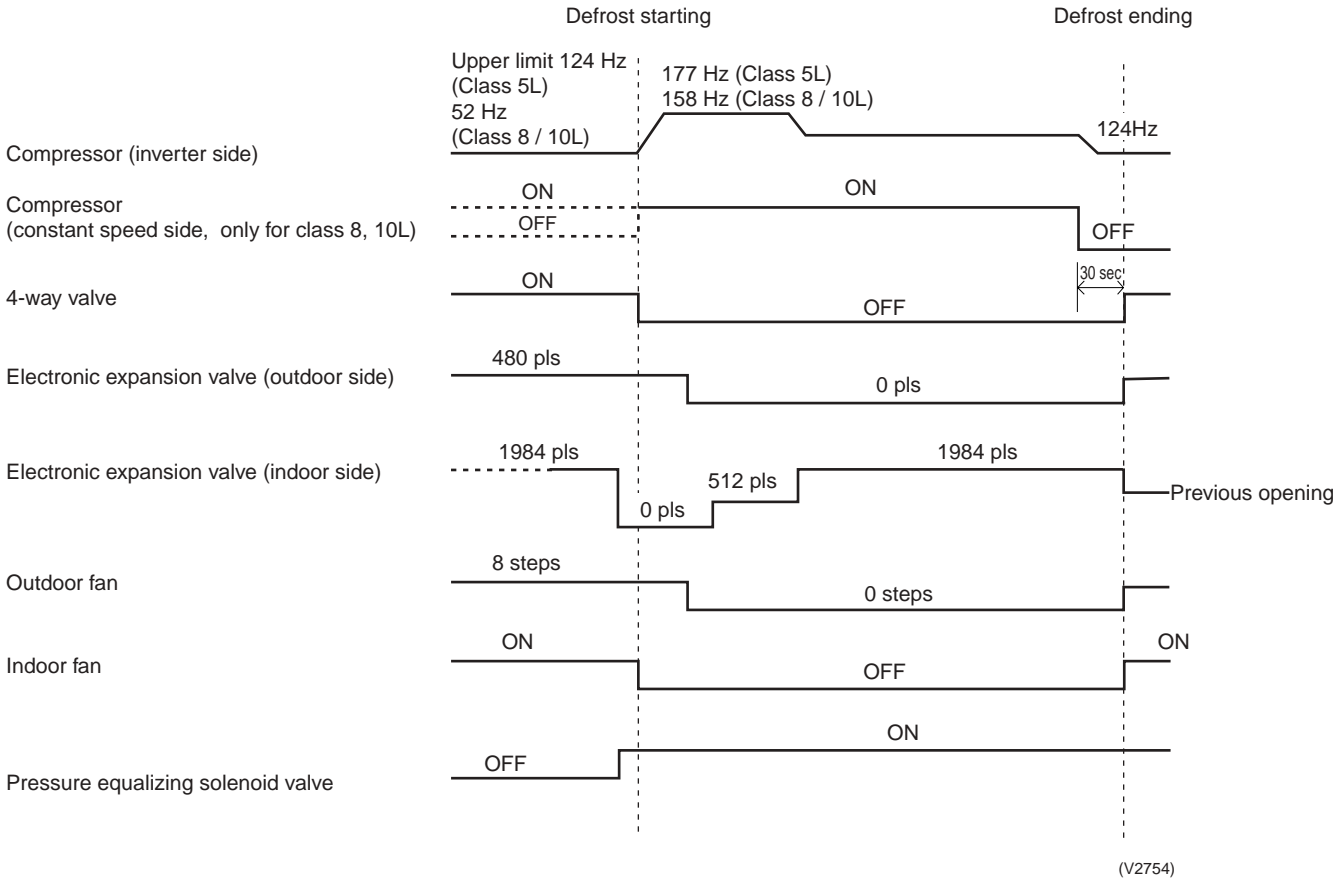 Defrost starting
Defrost ending
Upper limit 124 Hz
(Class 5L)
52 Hz
(Class 8 / 10L)
177 Hz (Class 5L)
158 Hz (Class 8 / 10L)
124Hz
Compressor (inverter side)
ON
ON
Compressor
(constant speed side, only for class 8, 10L)
OFF
OFF
30 sec
ON
4-way valve
OFF
480 pls
Electronic expansion valve (outdoor side)
0 pls
1984 pls
1984 pls
Electronic expansion valve (indoor side)
512 pls
0 pls
Previous opening
8 steps
Outdoor fan
0 steps
ON
ON
Indoor fan
OFF
ON
OFF
Pressure equalizing solenoid valve
(V2754)